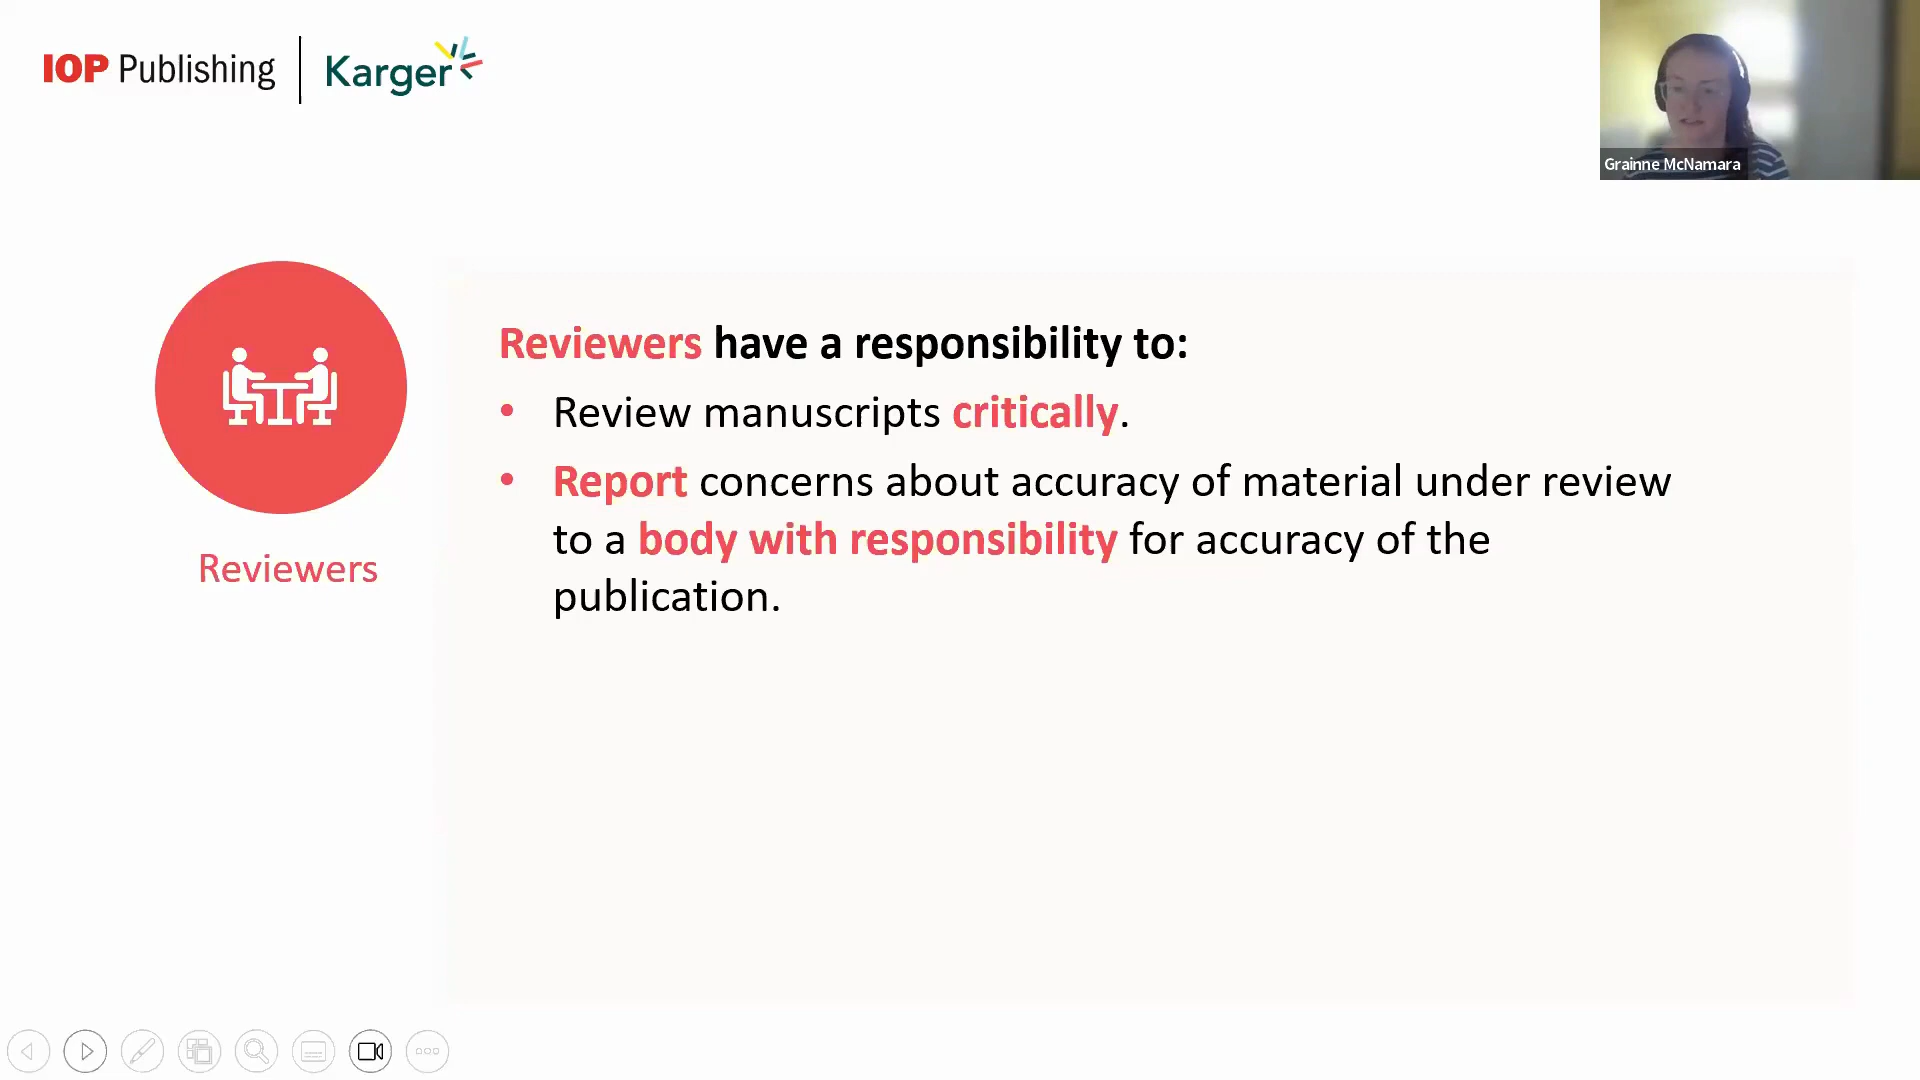 IOP Publishing | Karger
Grainne McNamara
Reviewers have a responsibility to:
• Review manuscripts critically.
• Report concerns about accuracy of material under review
to a body with responsibility for accuracy of the
publication.
Reviewers